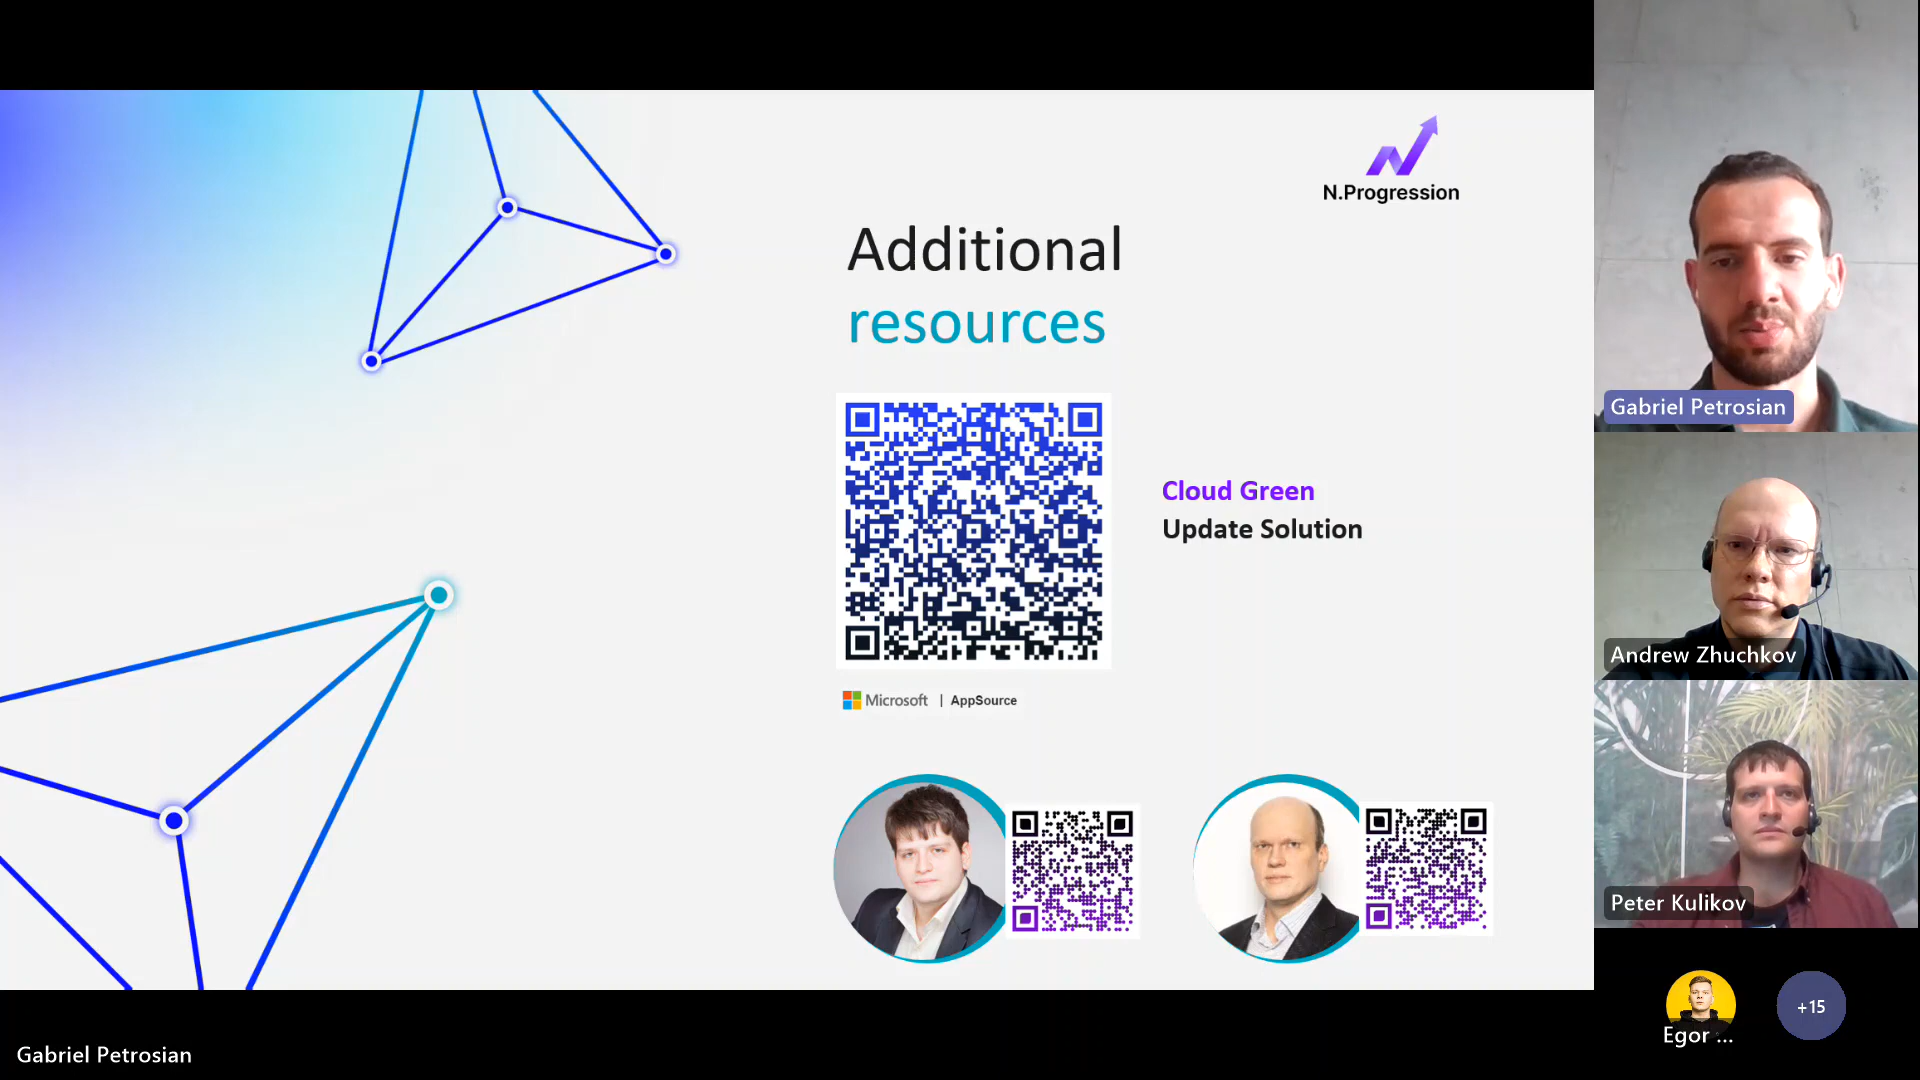 N.Progression
Additional
resources
Cloud Green
Update Solution
Microsoft | AppSource
Gabriel Petrosian
Andrew Zhuchkov
Peter Kulikov
Egor ...
+15
Gabriel Petrosian